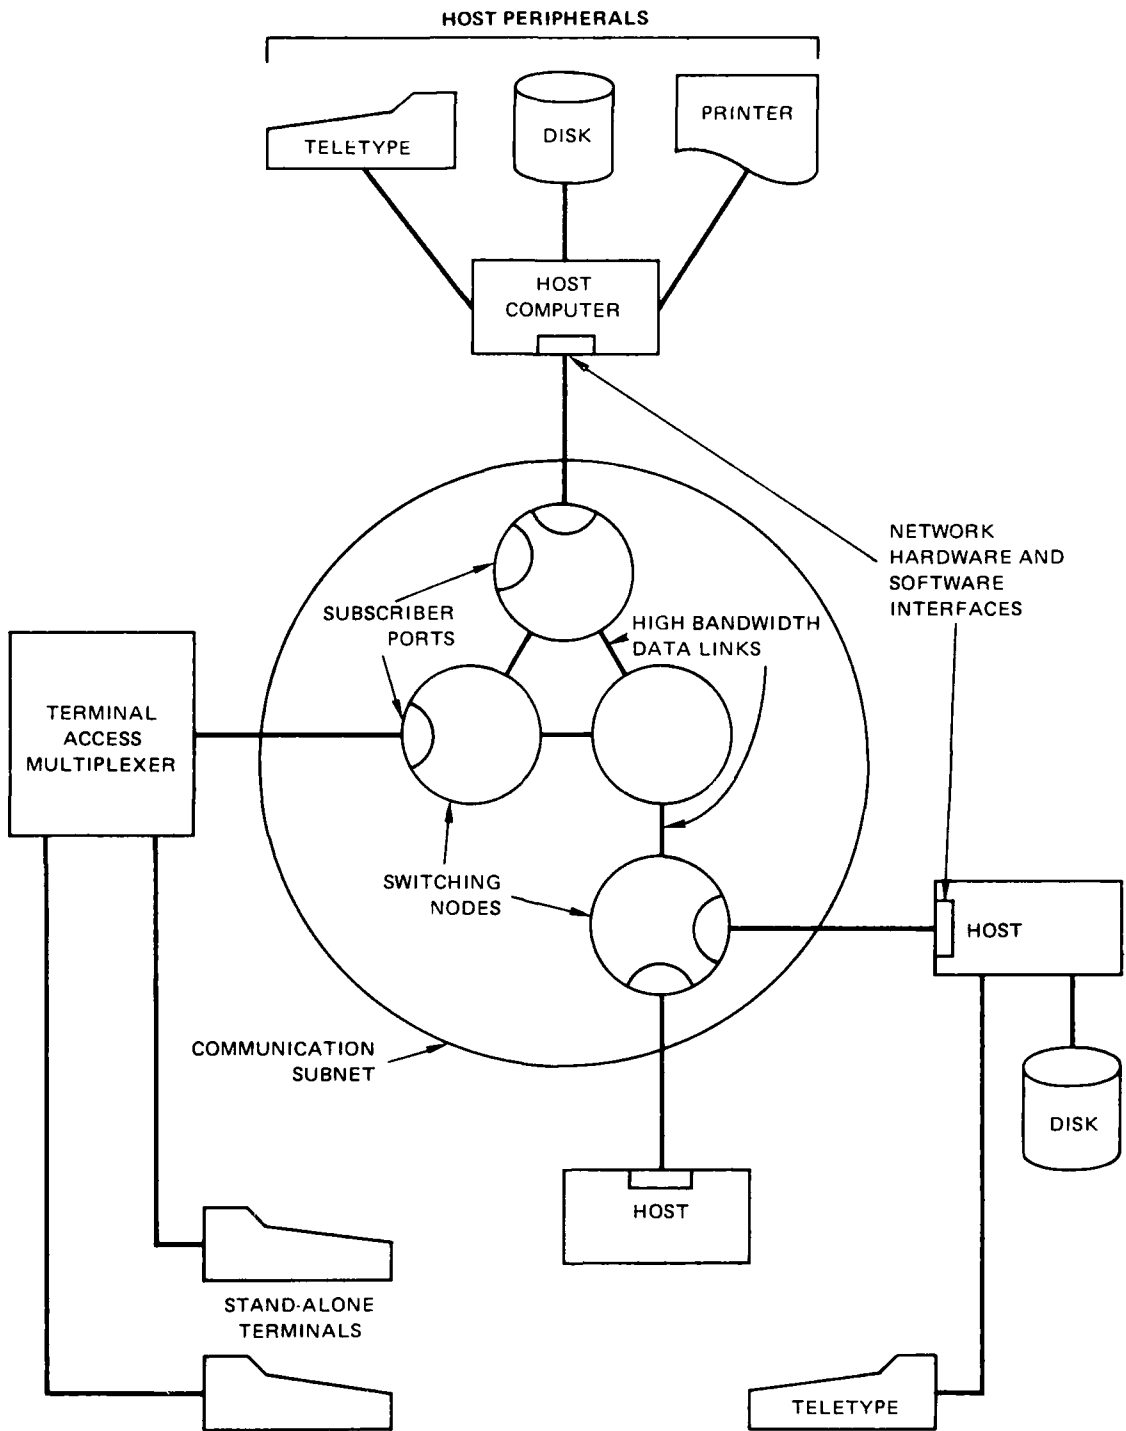 HOST PERIPHERALS
TELETYPE
DISK
PRINTER
HOST
COMPUTER
NETWORK
HARDWARE AND
SOFTWARE
INTERFACES
SUBSCRIBER
PORTS
HIGH BANDWIDTH
DATA LINKS
TERMINAL
ACCESS
MULTIPLEXER
SWITCHING
NODES
HOST
COMMUNICATION
SUBNET
DISK
HOST
STAND-ALONE
TERMINALS
TELETYPE